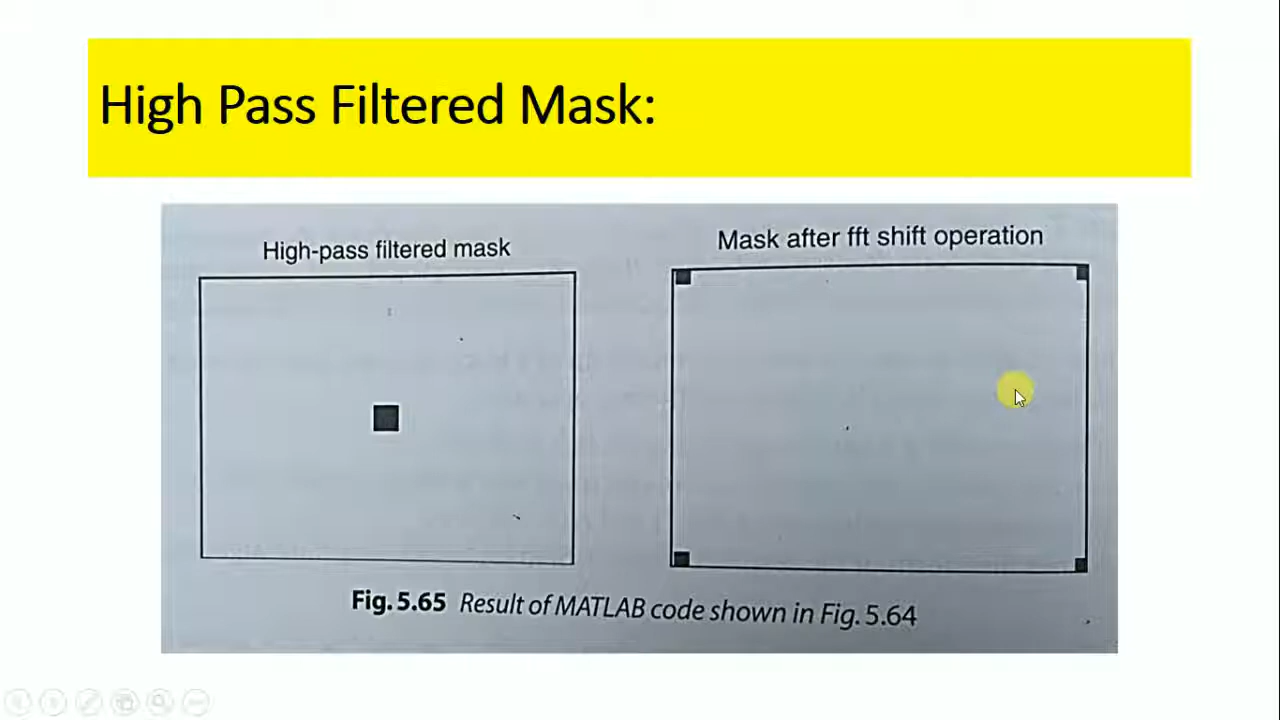 High Pass Filtered Mask:
High-pass filtered mask
Mask after fft shift operation
Fig. 5.65 Result of MATLAB code shown in Fig. 5.64